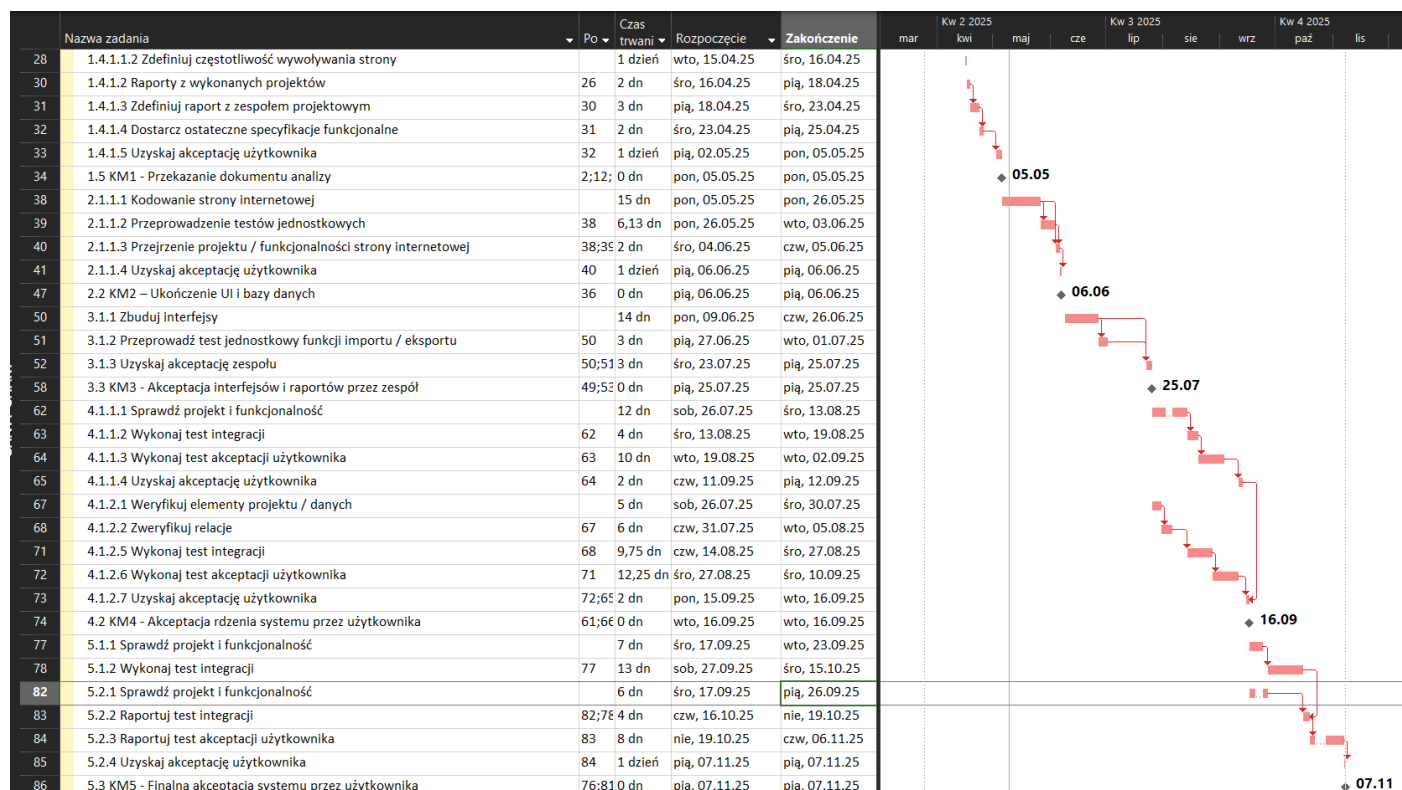 Kw 2 2025 Kw 3 2025 Kw 4 2025
Nazwa zadania Po Czas trwani Rozpoczęcie Zakończenie mar kwi maj cze lip sie wrz paź lis
28 1.4.1.1.2 Zdefiniuj częstotliwość wywoływania strony 1 dzień wto, 15.04.25 śro, 16.04.25
30 1.4.1.2 Raporty z wykonanych projektów 26 2 dn śro, 16.04.25 pią, 18.04.25
31 1.4.1.3 Zdefiniuj raport z zespołem projektowym 30 3 dn pią, 18.04.25 śro, 23.04.25
32 1.4.1.4 Dostarcz ostateczne specyfikacje funkcjonalne 31 2 dn śro, 23.04.25 pią, 25.04.25
33 1.4.1.5 Uzyskaj akceptację użytkownika 32 1 dzień pią, 02.05.25 pon, 05.05.25
34 1.5 KM1 - Przekazanie dokumentu analizy 2;12; 0 dn pon, 05.05.25 pon, 05.05.25 05.05
38 2.1.1.1 Kodowanie strony internetowej 15 dn pon, 05.05.25 pon, 26.05.25
39 2.1.1.2 Przeprowadzenie testów jednostkowych 38 6,13 dn pon, 26.05.25 wto, 03.06.25
40 2.1.1.3 Przejrzenie projektu / funkcjonalności strony internetowej 38;39 2 dn śro, 04.06.25 czw, 05.06.25
41 2.1.1.4 Uzyskaj akceptację użytkownika 40 1 dzień pią, 06.06.25 pią, 06.06.25
47 2.2 KM2 – Ukończenie UI i bazy danych 36 0 dn pią, 06.06.25 pią, 06.06.25 06.06
50 3.1.1 Zbuduj interfejsy 14 dn pon, 09.06.25 czw, 26.06.25
51 3.1.2 Przeprowadź test jednostkowy funkcji importu / eksportu 50 3 dn pią, 27.06.25 wto, 01.07.25
52 3.1.3 Uzyskaj akceptację zespołu 50;51 3 dn śro, 23.07.25 pią, 25.07.25
58 3.3 KM3 - Akceptacja interfejsów i raportów przez zespół 49;53 0 dn pią, 25.07.25 pią, 25.07.25 25.07
62 4.1.1.1 Sprawdź projekt i funkcjonalność 12 dn sob, 26.07.25 śro, 13.08.25
63 4.1.1.2 Wykonaj test integracji 62 4 dn śro, 13.08.25 wto, 19.08.25
64 4.1.1.3 Wykonaj test akceptacji użytkownika 63 10 dn wto, 19.08.25 wto, 02.09.25
65 4.1.1.4 Uzyskaj akceptację użytkownika 64 2 dn czw, 11.09.25 pią, 12.09.25
67 4.1.2.1 Weryfikuj elementy projektu / danych 5 dn sob, 26.07.25 śro, 30.07.25
68 4.1.2.2 Zweryfikuj relacje 67 6 dn czw, 31.07.25 wto, 05.08.25
71 4.1.2.5 Wykonaj test integracji 68 9,75 dn czw, 14.08.25 śro, 27.08.25
72 4.1.2.6 Wykonaj test akceptacji użytkownika 71 12,25 dn śro, 27.08.25 śro, 10.09.25
73 4.1.2.7 Uzyskaj akceptację użytkownika 72;65 2 dn pon, 15.09.25 wto, 16.09.25
74 4.2 KM4 - Akceptacja rdzenia systemu przez użytkownika 61;66 0 dn wto, 16.09.25 wto, 16.09.25 16.09
77 5.1.1 Sprawdź projekt i funkcjonalność 7 dn śro, 17.09.25 wto, 23.09.25
78 5.1.2 Wykonaj test integracji 77 13 dn sob, 27.09.25 śro, 15.10.25
82 5.2.1 Sprawdź projekt i funkcjonalność 6 dn śro, 17.09.25 pią, 26.09.25
83 5.2.2 Raportuj test integracji 82;78 4 dn czw, 16.10.25 nie, 19.10.25
84 5.2.3 Raportuj test akceptacji użytkownika 83 8 dn nie, 19.10.25 czw, 06.11.25
85 5.2.4 Uzyskaj akceptację użytkownika 84 1 dzień pią, 07.11.25 pią, 07.11.25
86 5.3 KM5 - Finalna akceptacja systemu przez użytkownika 76;81 0 dn pią, 07.11.25 pią, 07.11.25 07.11